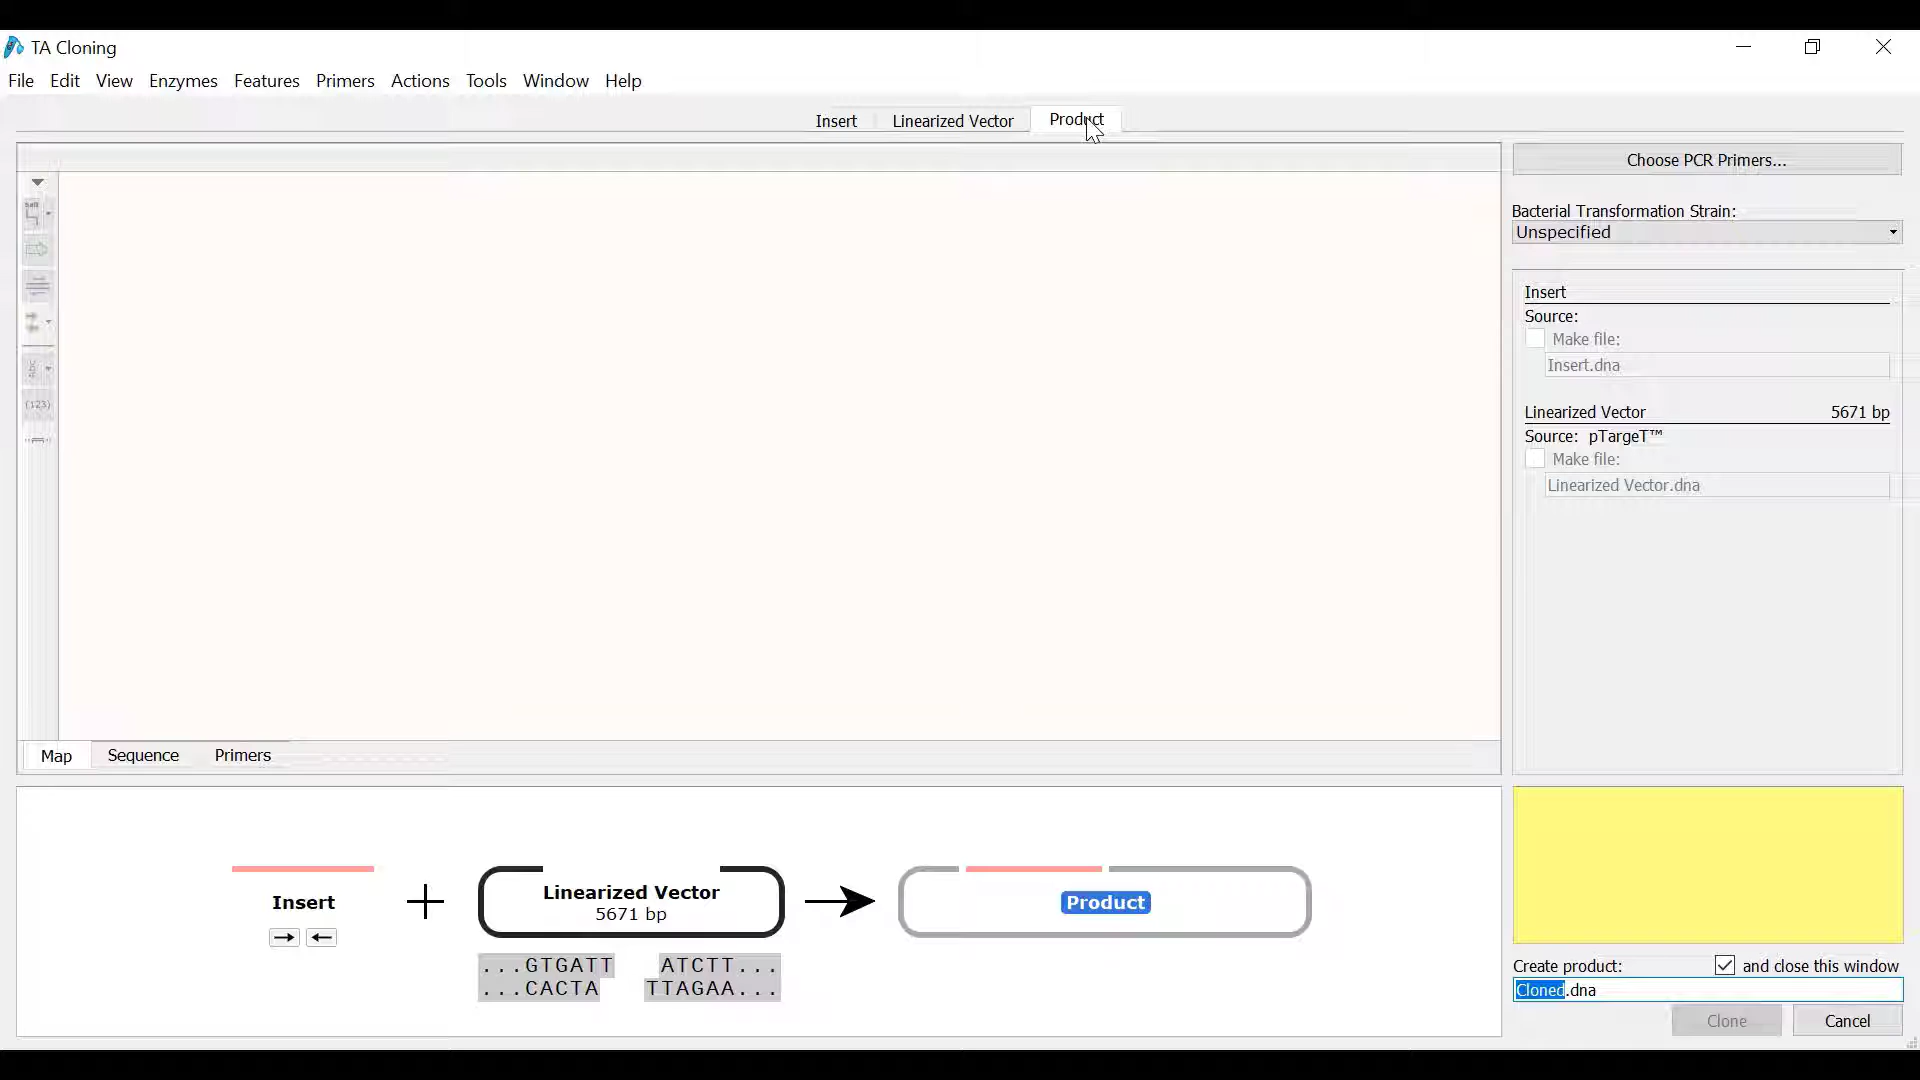 TA Cloning
File Edit View Enzymes Features Primers Actions Tools Window Help
Insert Linearized Vector Product
Choose PCR Primers...
Bacterial Transformation Strain:
Unspecified
Insert
Source:
Make file:
Insert.dna
Linearized Vector 5671 bp
Source: pTargeT™
Make file:
Linearized Vector.dna
(123)
Map Sequence Primers
Insert
Linearized Vector
5671 bp
Product
...GTGATT ATCTT...
...CACTA TTAGAA...
Create product: and close this window
Cloned.dna
Clone Cancel